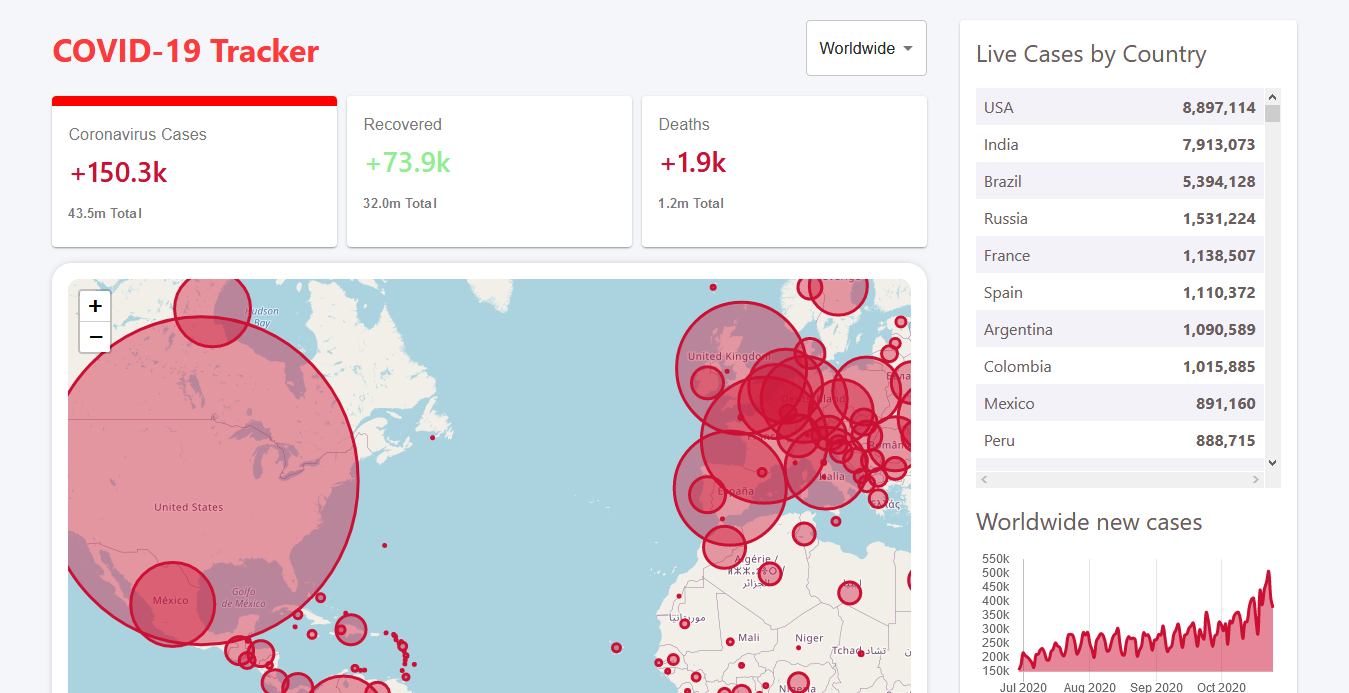 COVID-19 Tracker
Worldwide
Coronavirus Cases
+150.3k
43.5m Total
Recovered
+73.9k
32.0m Total
Deaths
+1.9k
1.2m Total
+
−
Hudson
Bay
United States
México
Golfo
de México
United Kingdom
España
Italia
Algérie /
الجزائر
موريتانيا
Mali
Niger
Tchad تشاد
Nigeria
Live Cases by Country
USA 8,897,114
India 7,913,073
Brazil 5,394,128
Russia 1,531,224
France 1,138,507
Spain 1,110,372
Argentina 1,090,589
Colombia 1,015,885
Mexico 891,160
Peru 888,715
Worldwide new cases
550k
500k
450k
400k
350k
300k
250k
200k
150k
Jul 2020 Aug 2020 Sep 2020 Oct 2020